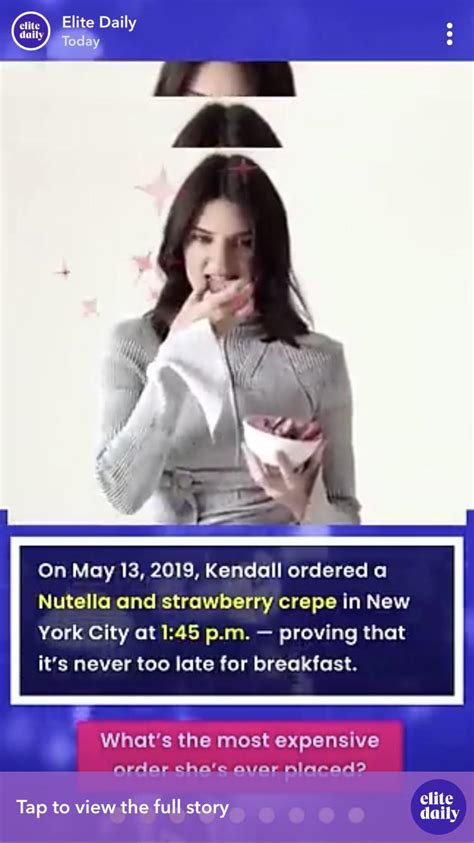 elite
daily
Elite Daily
Today
On May 13, 2019, Kendall ordered a
Nutella and strawberry crepe in New
York City at 1:45 p.m. — proving that
it's never too late for breakfast.
What's the most expensive
order she's ever placed?
Tap to view the full story
elite
daily